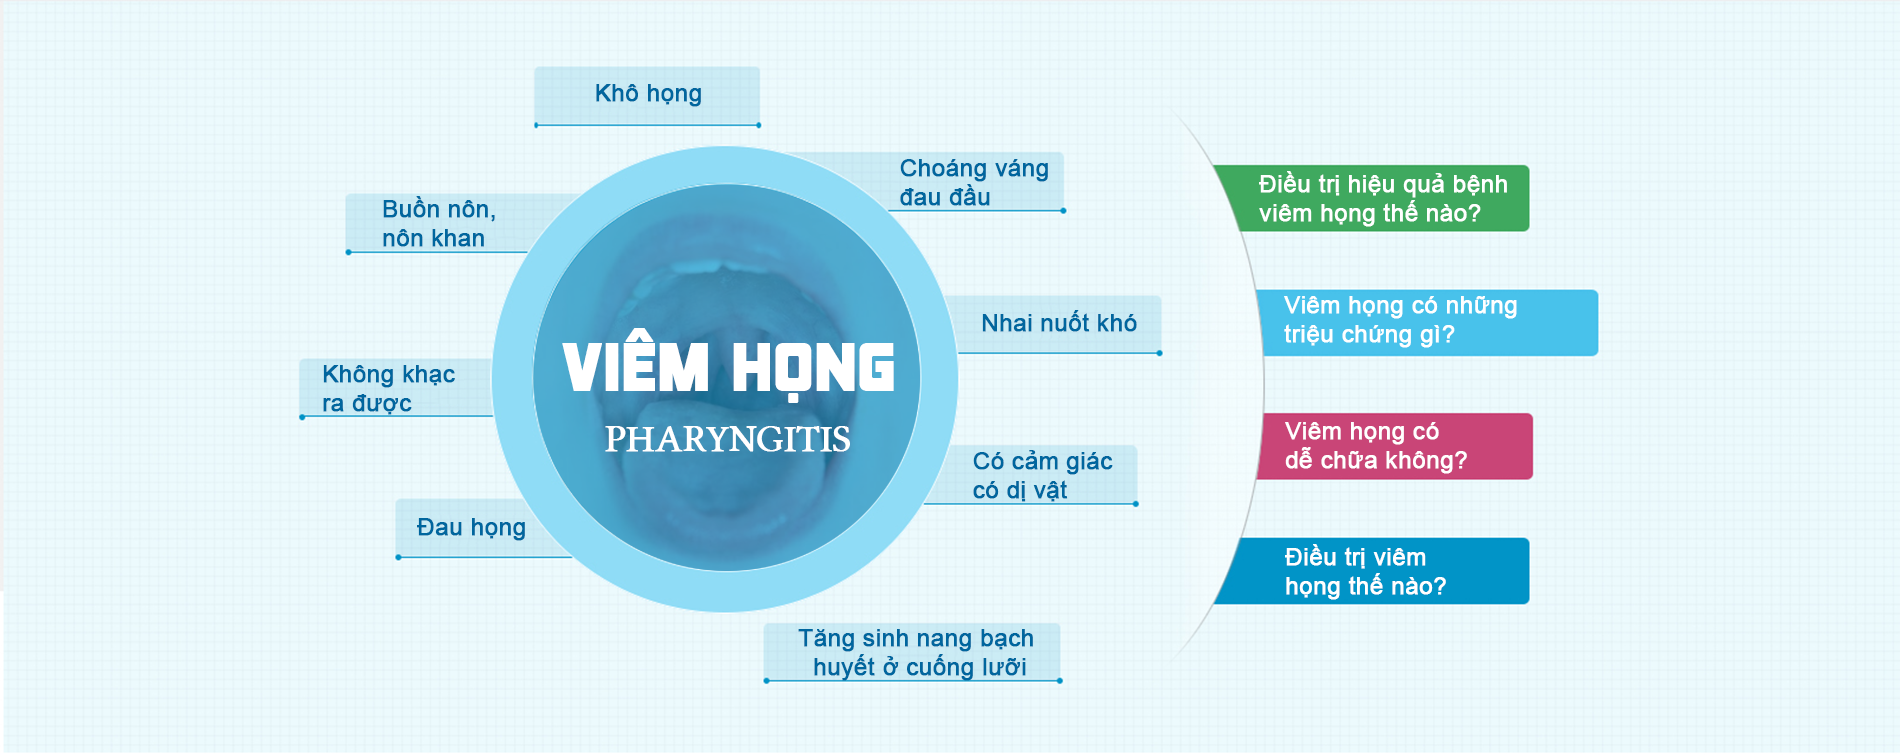 Khô họng
Choáng váng
đau đầu
Buồn nôn,
nôn khan
Nhai nuốt khó
Không khạc
ra được
VIÊM HỌNG
PHARYNGITIS
Có cảm giác
có dị vật
Đau họng
Tăng sinh nang bạch
huyết ở cuống lưỡi
Điều trị hiệu quả bệnh
viêm họng thế nào?
Viêm họng có những
triệu chứng gì?
Viêm họng có
dễ chữa không?
Điều trị viêm
họng thế nào?